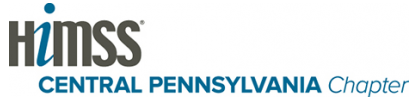 HiMSS®
CENTRAL PENNSYLVANIA Chapter